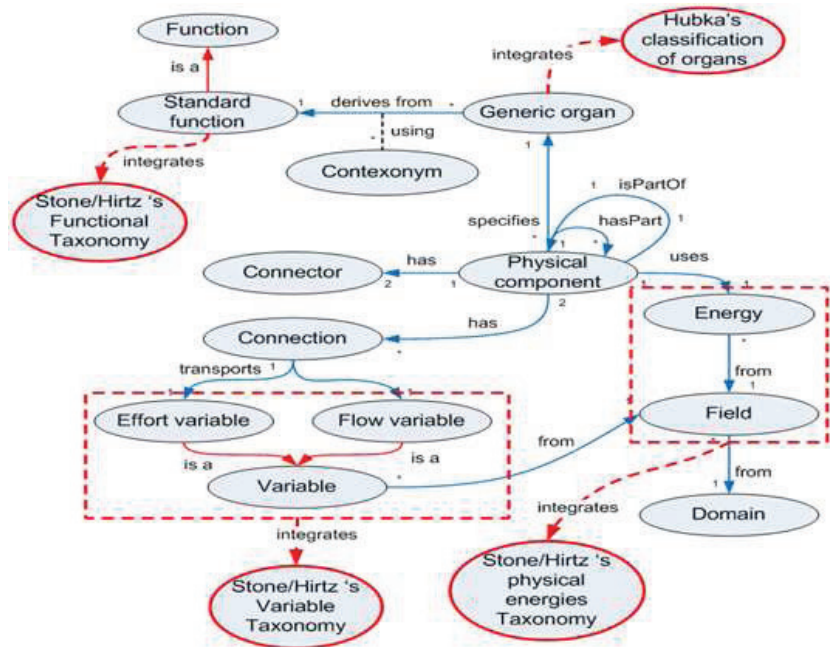 Function
Hubka's
classification
of organs
integrates
is a
Standard
function
1
derives from
*
Generic organ
using
*
integrates
Contexonym
1
1
isPartOf
Stone/Hirtz 's
Functional
Taxonomy
specifies
*
hasPart
1
1
*
Connector
has
2
1
Physical
component
uses
2
1
1
Energy
Connection
has
*
*
transports
1
from
1
1
1
1
Effort variable
Flow variable
Field
is a
is a
from
*
Variable
*
from
1
Domain
integrates
integrates
Stone/Hirtz 's
Variable
Taxonomy
Stone/Hirtz 's
physical
energies
Taxonomy